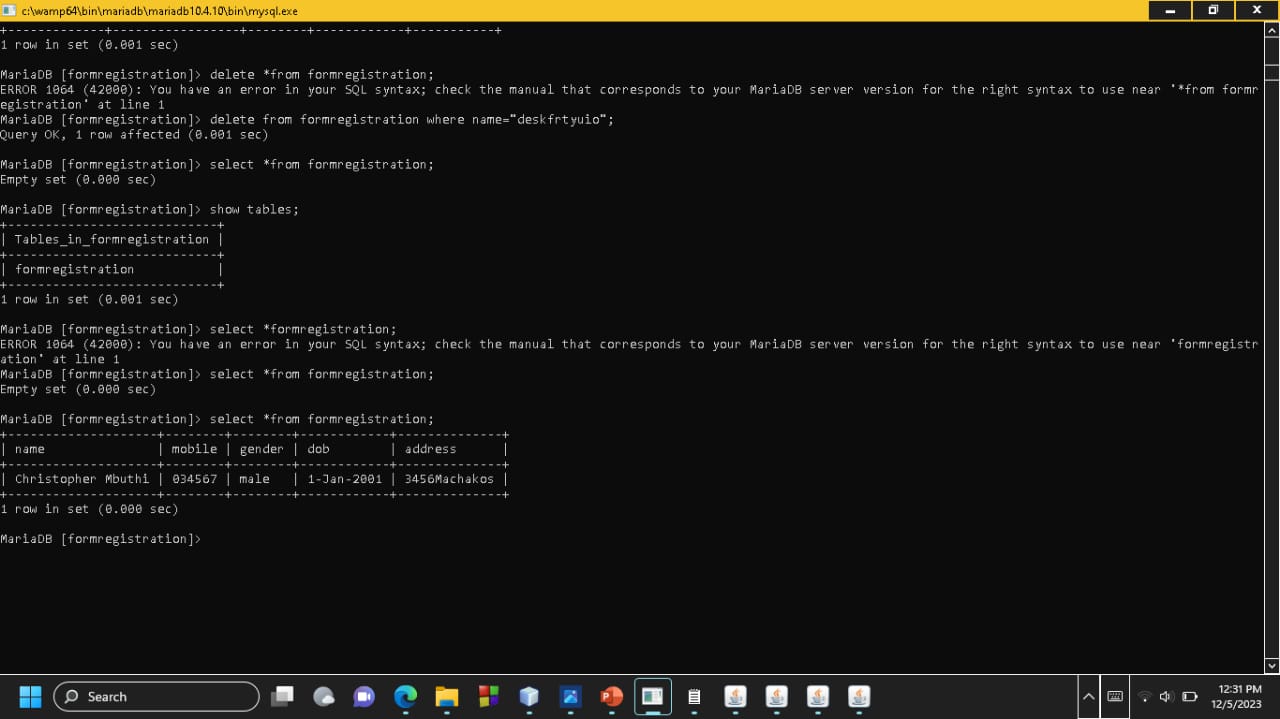 c:\wamp64\bin\mariadb\mariadb10.4.10\bin\mysql.exe
+------------+-----------------+--------+-----------+------------+-----------+
1 row in set (0.001 sec)
MariaDB [formregistration]> delete *from formregistration;
ERROR 1064 (42000): You have an error in your SQL syntax; check the manual that corresponds to your MariaDB server version for the right syntax to use near '*from formr
egistration' at line 1
MariaDB [formregistration]> delete from formregistration where name="deskfrtyuio";
Query OK, 1 row affected (0.001 sec)
MariaDB [formregistration]> select *from formregistration;
Empty set (0.000 sec)
MariaDB [formregistration]> show tables;
+----------------------------+
| Tables_in_formregistration |
+----------------------------+
| formregistration           |
+----------------------------+
1 row in set (0.001 sec)
MariaDB [formregistration]> select *formregistration;
ERROR 1064 (42000): You have an error in your SQL syntax; check the manual that corresponds to your MariaDB server version for the right syntax to use near 'formregistr
ation' at line 1
MariaDB [formregistration]> select *from formregistration;
Empty set (0.000 sec)
MariaDB [formregistration]> select *from formregistration;
+--------------------+--------+--------+------------+--------------+
| name               | mobile | gender | dob        | address      |
+--------------------+--------+--------+------------+--------------+
| Christopher Mbuthi | 034567 | male   | 1-Jan-2001 | 3456Machakos |
+--------------------+--------+--------+------------+--------------+
1 row in set (0.000 sec)
MariaDB [formregistration]>
Search
12:31 PM
12/5/2023